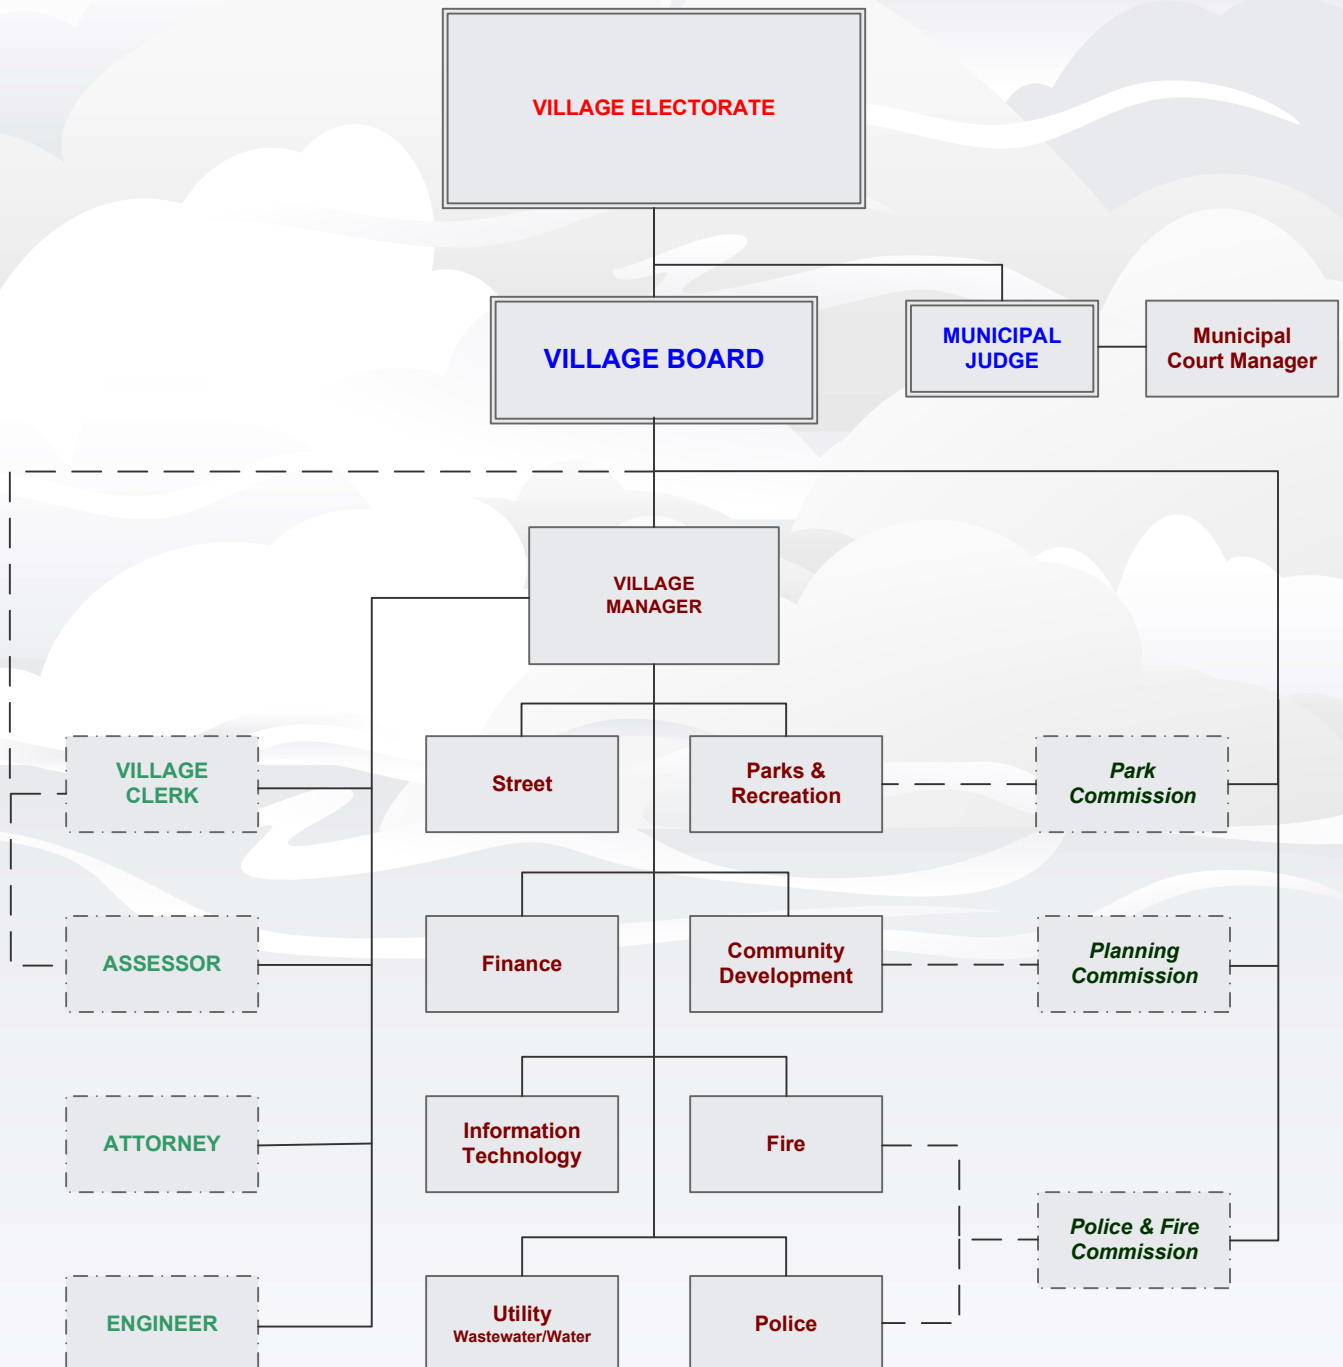 VILLAGE ELECTORATE
VILLAGE BOARD
MUNICIPAL
JUDGE
Municipal
Court Manager
VILLAGE
MANAGER
VILLAGE
CLERK
Street
Parks &
Recreation
Park
Commission
ASSESSOR
Finance
Community
Development
Planning
Commission
ATTORNEY
Information
Technology
Fire
Police & Fire
Commission
ENGINEER
Utility
Wastewater/Water
Police